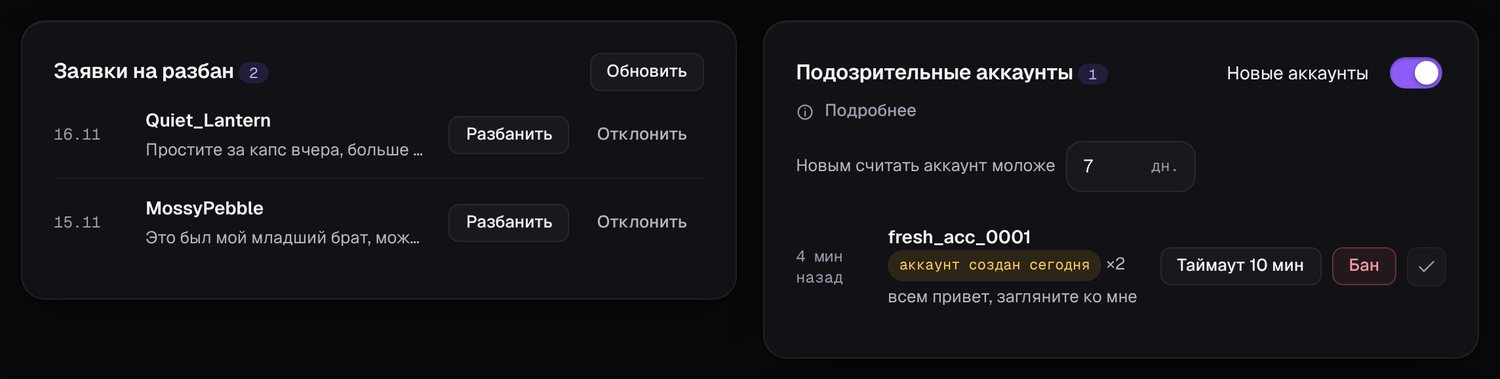 Заявки на разбан 2
Обновить
16.11
Quiet_Lantern
Простите за капс вчера, больше ...
Разбанить
Отклонить
15.11
MossyPebble
Это был мой младший брат, мож...
Разбанить
Отклонить
Подозрительные аккаунты 1
Новые аккаунты
Подробнее
Новым считать аккаунт моложе 7 дн.
4 мин
назад
fresh_acc_0001
аккаунт создан сегодня ×2
всем привет, загляните ко мне
Таймаут 10 мин
Бан